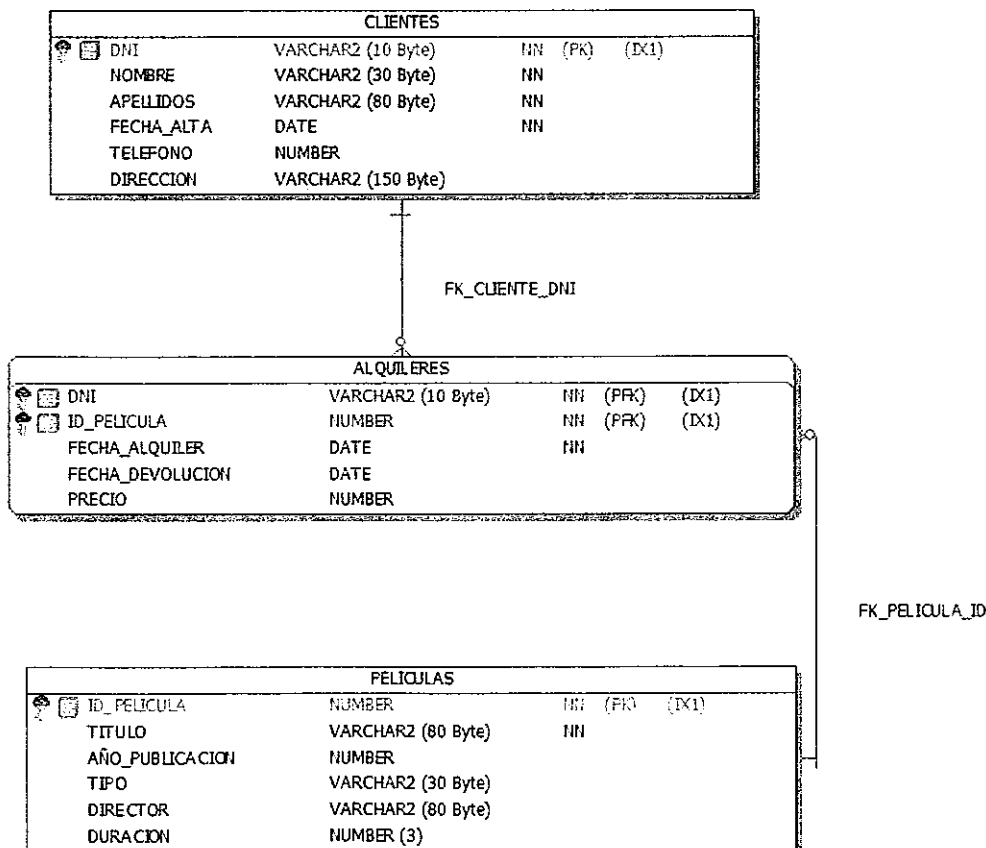 CLIENTES
DNI VARCHAR2 (10 Byte) NN (PK) (IX1)
NOMBRE VARCHAR2 (30 Byte) NN
APELLIDOS VARCHAR2 (80 Byte) NN
FECHA_ALTA DATE NN
TELEFONO NUMBER
DIRECCION VARCHAR2 (150 Byte)
FK_CLIENTE_DNI
ALQUILERES
DNI VARCHAR2 (10 Byte) NN (PFK) (IX1)
ID_PELICULA NUMBER NN (PFK) (IX1)
FECHA_ALQUILER DATE NN
FECHA_DEVOLUCION DATE
PRECIO NUMBER
FK_PELICULA_ID
PELICULAS
ID_PELICULA NUMBER NN (PK) (IX1)
TITULO VARCHAR2 (80 Byte) NN
AÑO_PUBLICACION NUMBER
TIPO VARCHAR2 (30 Byte)
DIRECTOR VARCHAR2 (80 Byte)
DURACION NUMBER (3)